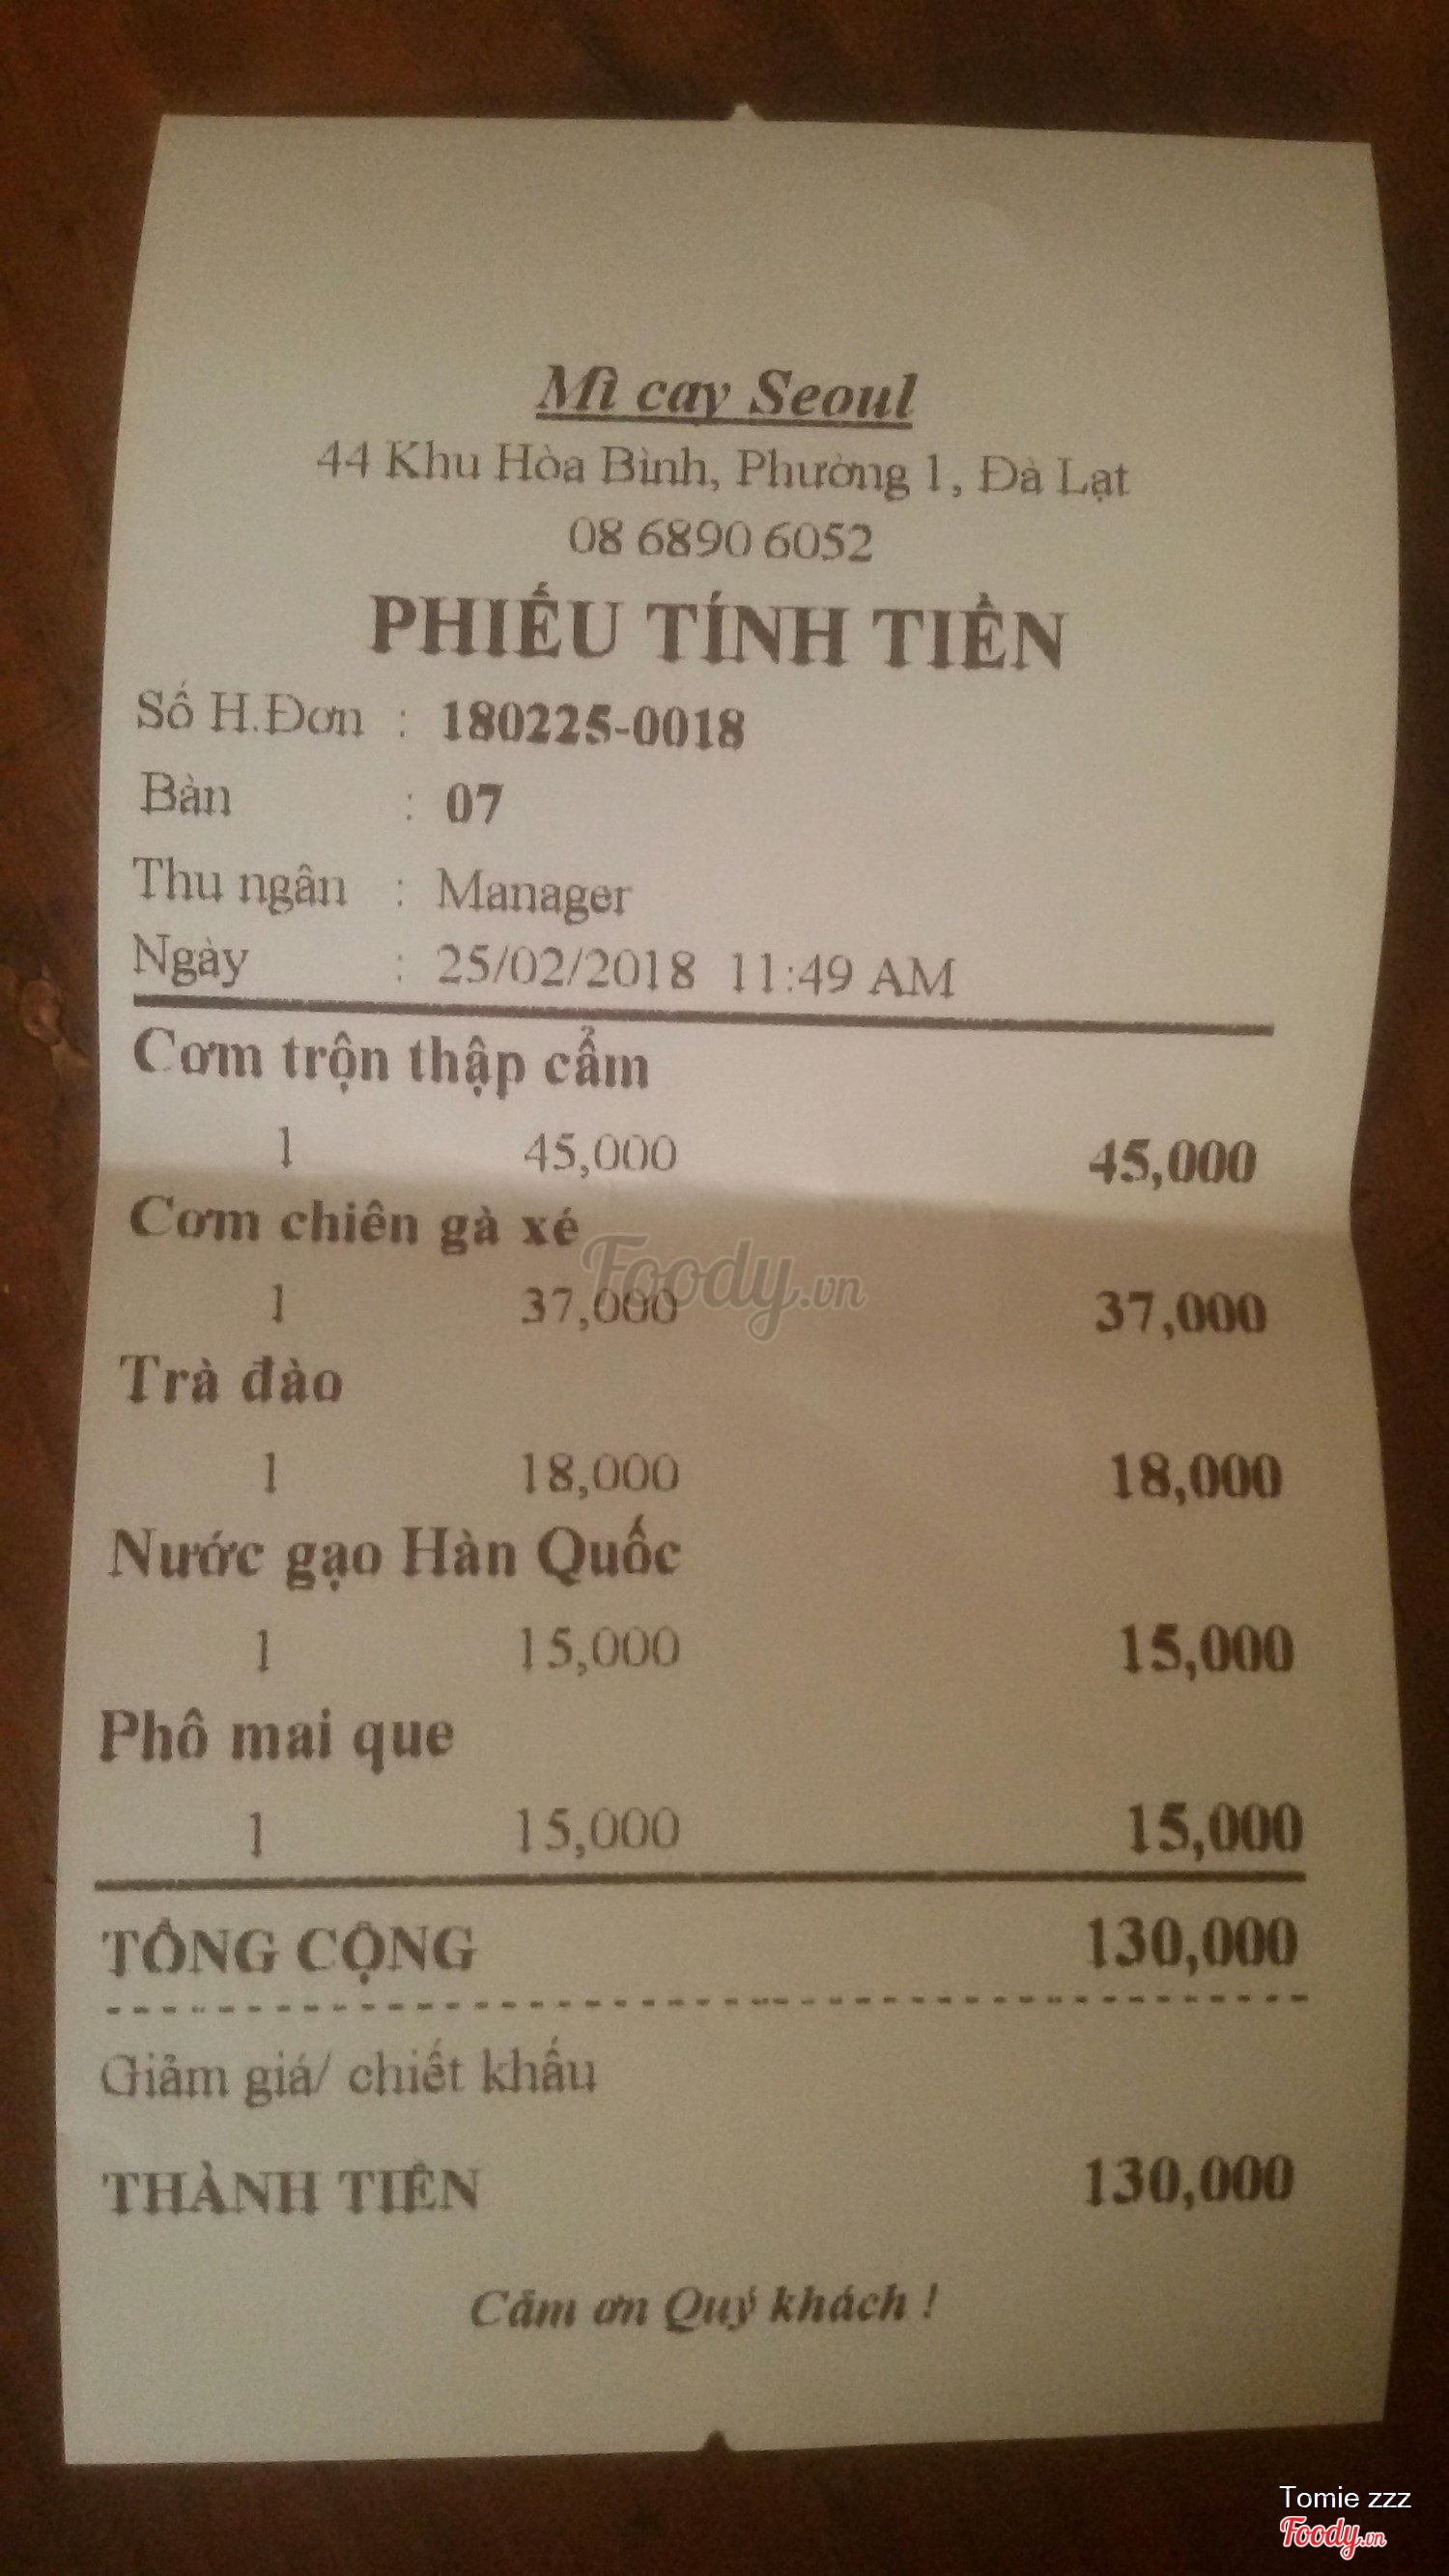 Mì cay Seoul
44 Khu Hòa Bình, Phường 1, Đà Lạt
08 6890 6052
PHIẾU TÍNH TIỀN
Số H.Đơn : 180225-0018
Bàn : 07
Thu ngân : Manager
Ngày : 25/02/2018 11:49 AM
Cơm trộn thập cẩm
1 45,000 45,000
Cơm chiên gà xé
1 37,000 37,000
Foody.vn
Trà đào
1 18,000 18,000
Nước gạo Hàn Quốc
1 15,000 15,000
Phô mai que
1 15,000 15,000
TỔNG CỘNG 130,000
Giảm giá/ chiết khấu
THÀNH TIỀN 130,000
Cảm ơn Quý khách !
Tomie zzz
Foody.vn